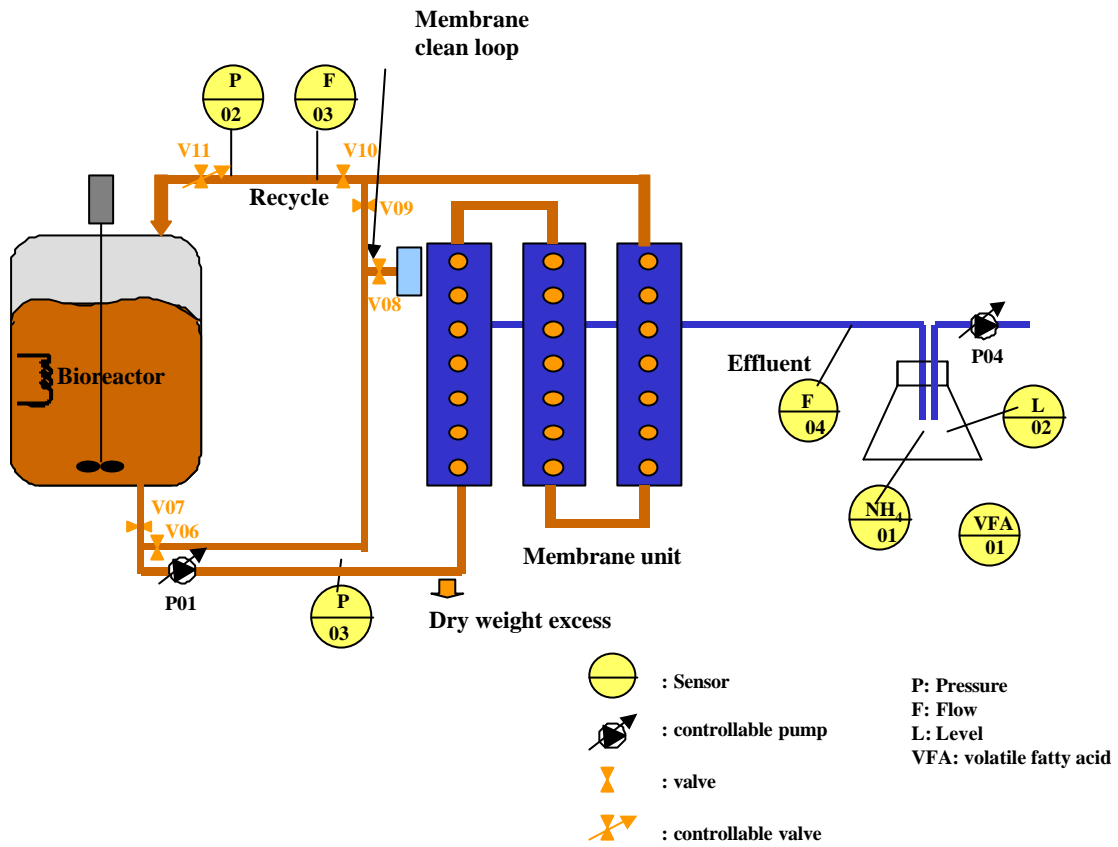 Membrane
clean loop
P
02
F
03
V11
V10
Recycle
V09
V08
Bioreactor
Effluent
P04
F
04
L
02
V07
V06
NH4
01
VFA
01
Membrane unit
P01
P
03
Dry weight excess
: Sensor
: controllable pump
: valve
: controllable valve
P: Pressure
F: Flow
L: Level
VFA: volatile fatty acid